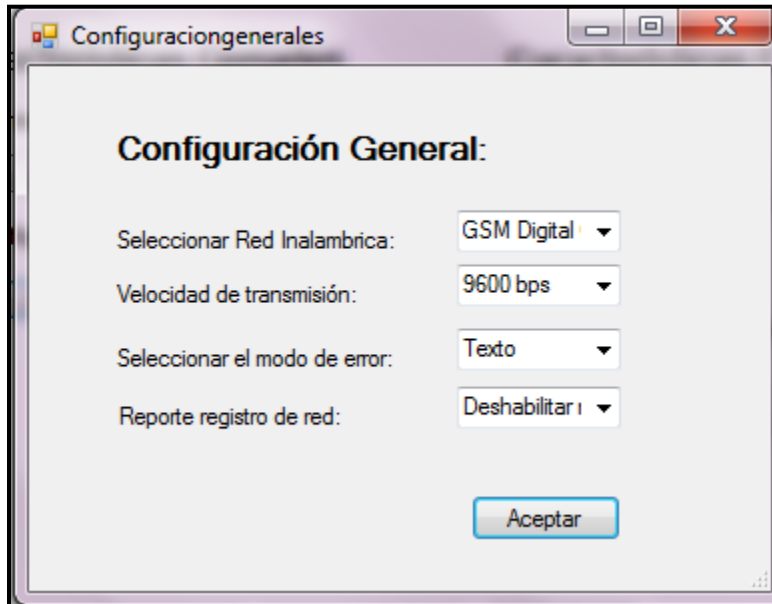 Configuraciongenerales
Configuración General:
Seleccionar Red Inalambrica: GSM Digital
Velocidad de transmisión: 9600 bps
Seleccionar el modo de error: Texto
Reporte registro de red: Deshabilitar
Aceptar